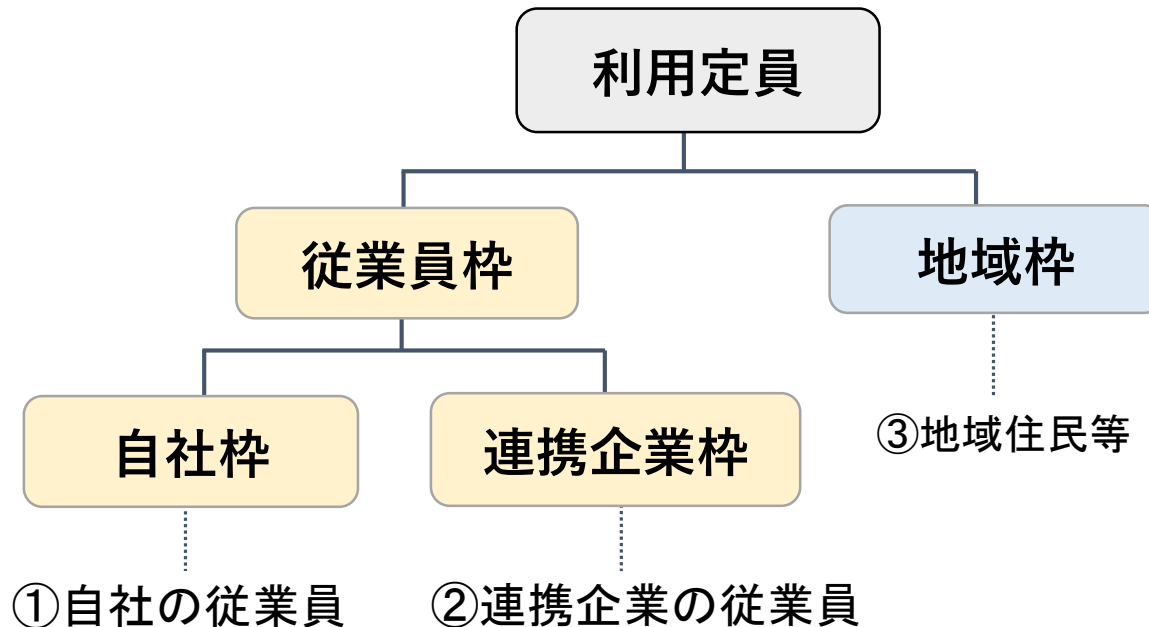 利用定員
従業員枠
地域枠
自社枠
連携企業枠
③地域住民等
①自社の従業員
②連携企業の従業員